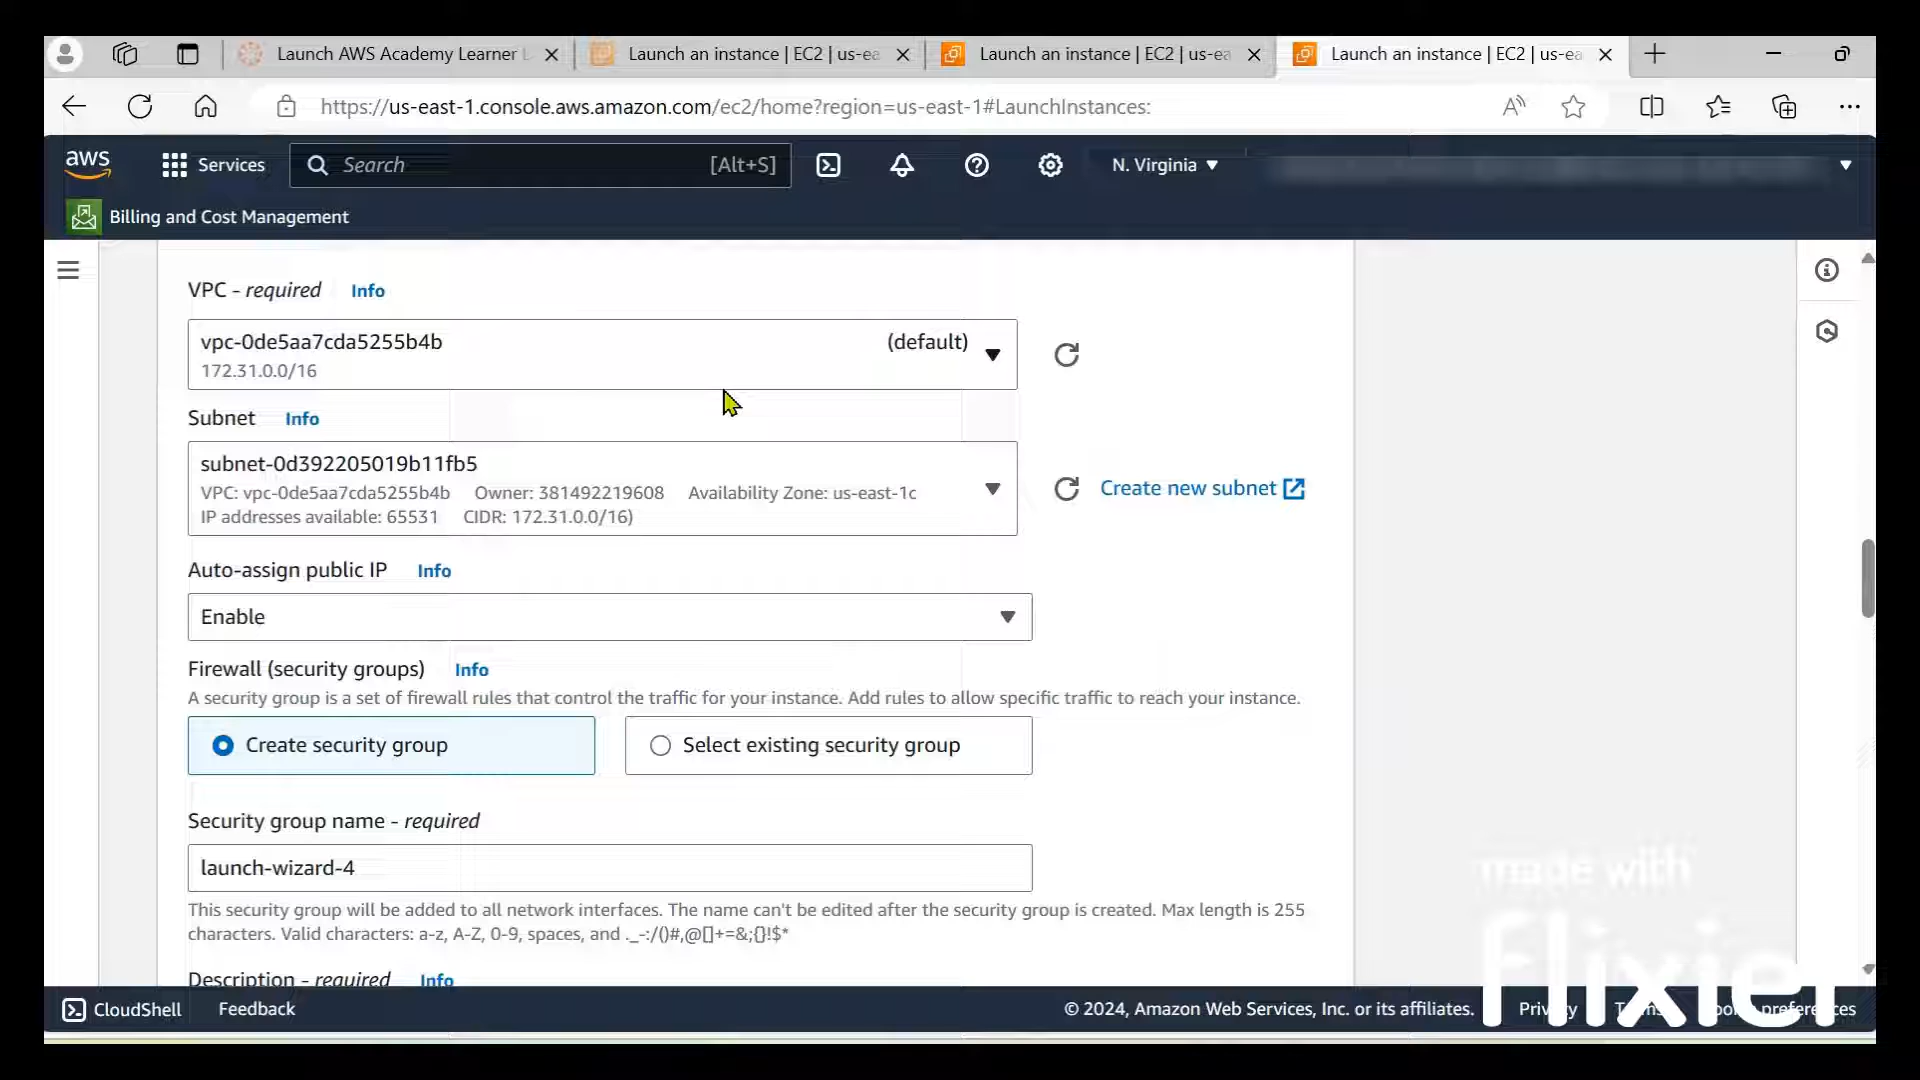 Launch AWS Academy Learner L
Launch an instance | EC2 | us-ea
Launch an instance | EC2 | us-ea
Launch an instance | EC2 | us-ea
https://us-east-1.console.aws.amazon.com/ec2/home?region=us-east-1#LaunchInstances:
aws
Services
Search
[Alt+S]
N. Virginia
Billing and Cost Management
VPC - required Info
vpc-0de5aa7cda5255b4b (default)
172.31.0.0/16
Subnet Info
subnet-0d392205019b11fb5
VPC: vpc-0de5aa7cda5255b4b Owner: 381492219608 Availability Zone: us-east-1c
IP addresses available: 65531 CIDR: 172.31.0.0/16)
Create new subnet
Auto-assign public IP Info
Enable
Firewall (security groups) Info
A security group is a set of firewall rules that control the traffic for your instance. Add rules to allow specific traffic to reach your instance.
Create security group
Select existing security group
Security group name - required
launch-wizard-4
This security group will be added to all network interfaces. The name can't be edited after the security group is created. Max length is 255
characters. Valid characters: a-z, A-Z, 0-9, spaces, and ._-:/()#,@[]+=&;{}!$*
Description - required Info
made with
flixier
CloudShell
Feedback
© 2024, Amazon Web Services, Inc. or its affiliates.
preferences